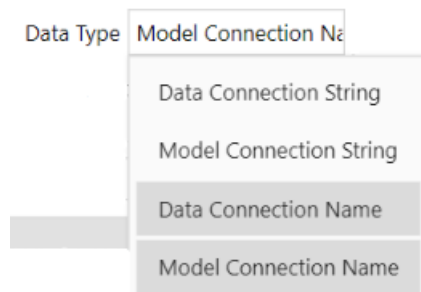 Data Type Model Connection Na
Data Connection String
Model Connection String
Data Connection Name
Model Connection Name